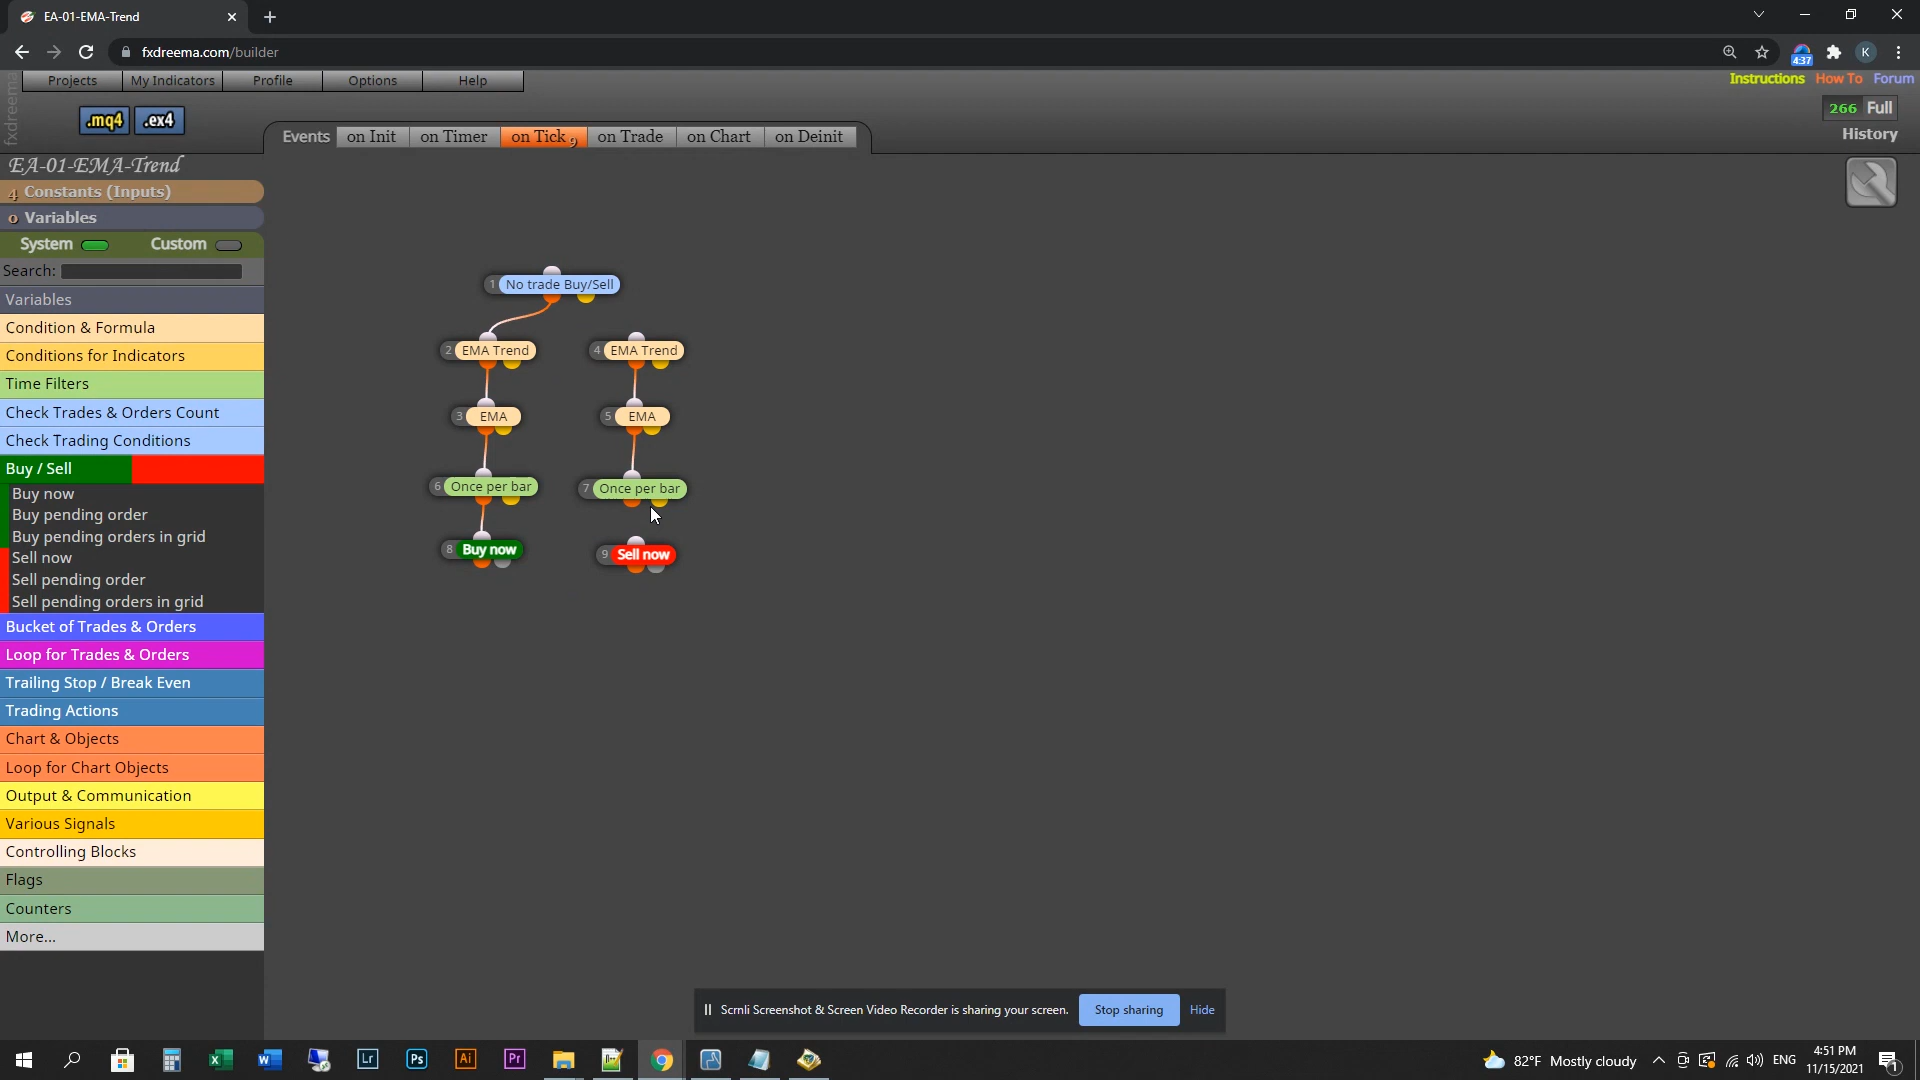 EA-01-EMA-Trend
fxdreema.com/builder
4:37
K
Projects
My Indicators
Profile
Options
Help
Instructions
How To
Forum
fxdreema
.mq4
.ex4
266 Full
History
Events
on Init
on Timer
on Tick 9
on Trade
on Chart
on Deinit
EA-01-EMA-Trend
4 Constants (Inputs)
0 Variables
System
Custom
Search:
Variables
Condition & Formula
Conditions for Indicators
Time Filters
Check Trades & Orders Count
Check Trading Conditions
Buy / Sell
Buy now
Buy pending order
Buy pending orders in grid
Sell now
Sell pending order
Sell pending orders in grid
Bucket of Trades & Orders
Loop for Trades & Orders
Trailing Stop / Break Even
Trading Actions
Chart & Objects
Loop for Chart Objects
Output & Communication
Various Signals
Controlling Blocks
Flags
Counters
More...
1 No trade Buy/Sell
2 EMA Trend
4 EMA Trend
3 EMA
5 EMA
6 Once per bar
7 Once per bar
8 Buy now
9 Sell now
Scrnli Screenshot & Screen Video Recorder is sharing your screen.
Stop sharing
Hide
Lr
Ps
Ai
Pr
82°F Mostly cloudy
ENG
4:51 PM
11/15/2021
1